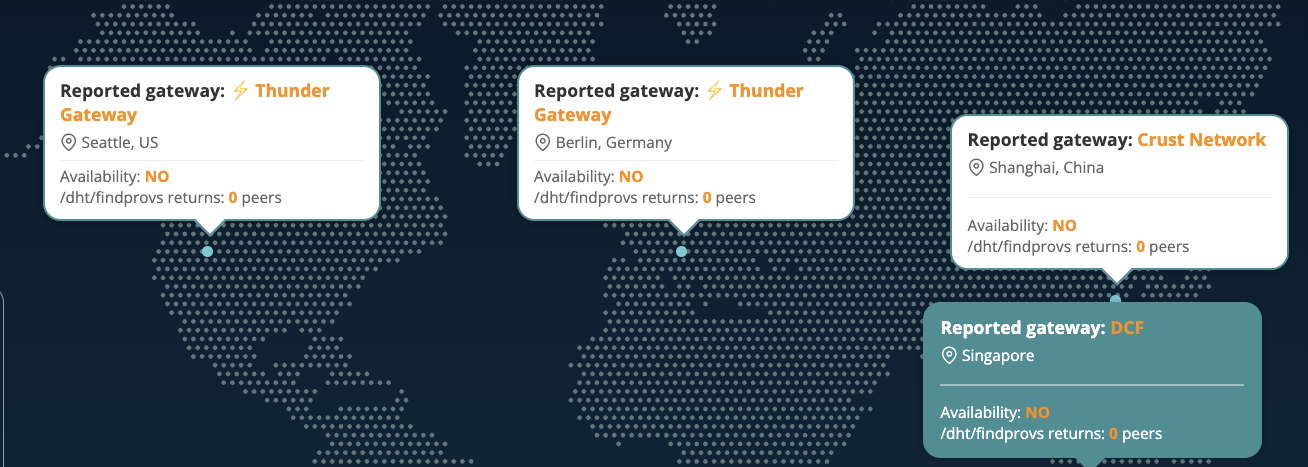 Reported gateway: ⚡ Thunder
Gateway
Seattle, US
Availability: NO
/dht/findprovs returns: 0 peers
Reported gateway: ⚡ Thunder
Gateway
Berlin, Germany
Availability: NO
/dht/findprovs returns: 0 peers
Reported gateway: Crust Network
Shanghai, China
Availability: NO
/dht/findprovs returns: 0 peers
Reported gateway: DCF
Singapore
Availability: NO
/dht/findprovs returns: 0 peers